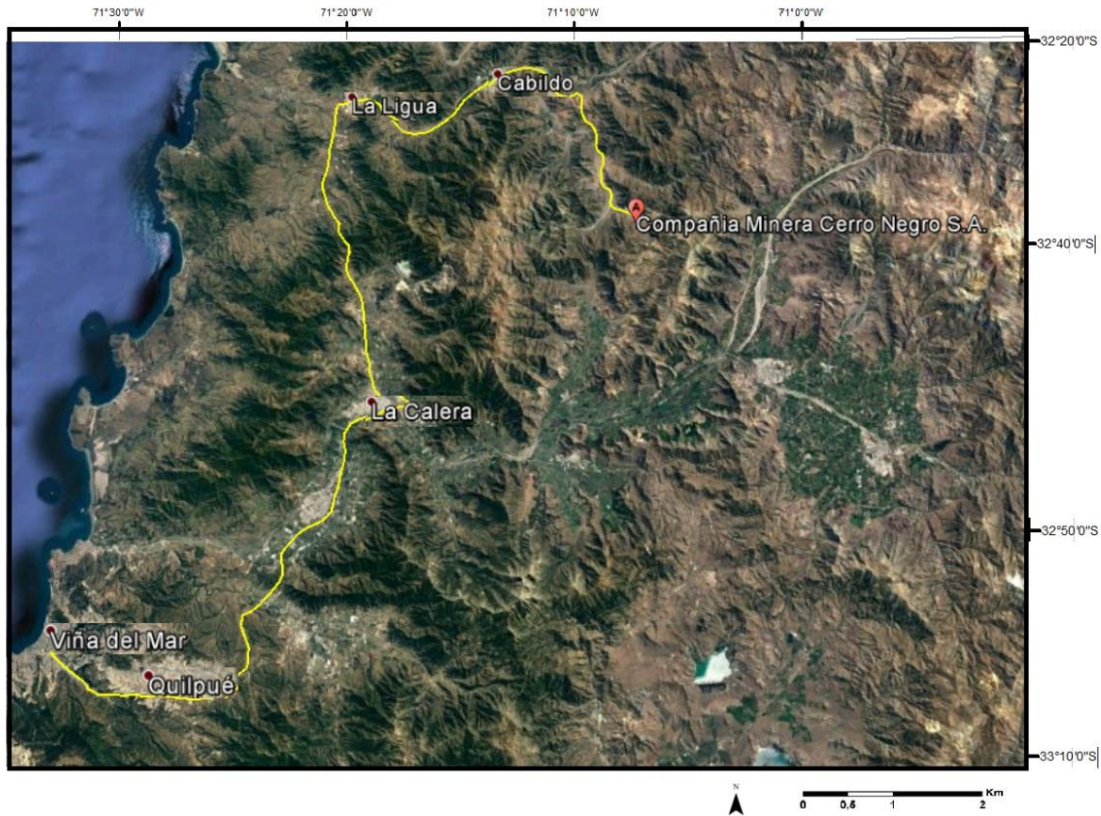 71°30'0"W 71°20'0"W 71°10'0"W 71°0'0"W
32°20'0"S
Cabildo
La Ligua
A
Compañia Minera Cerro Negro S.A.
32°40'0"S
La Calera
32°50'0"S
Viña del Mar
Quilpué
33°10'0"S
N
Km
0 0,5 1 2